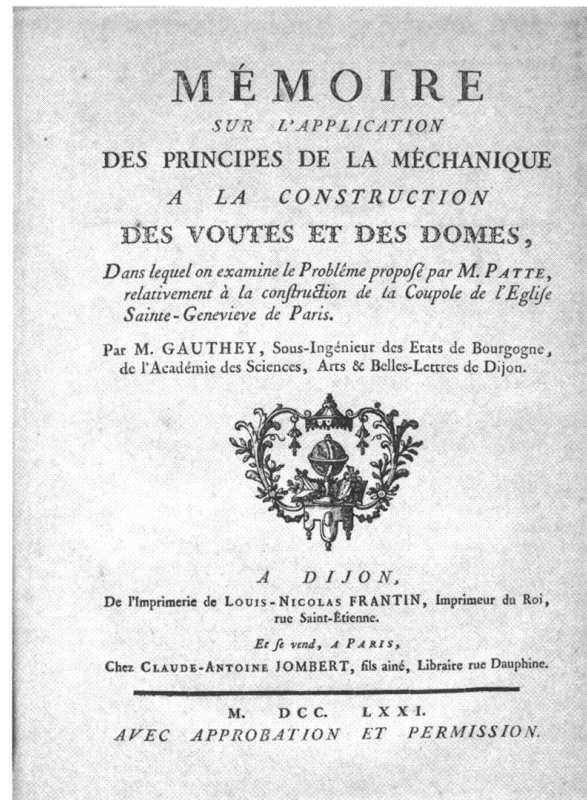 MÉMOIRE
SUR L'APPLICATION
DES PRINCIPES DE LA MÉCHANIQUE
A LA CONSTRUCTION
DES VOUTES ET DES DOMES,
Dans lequel on examine le Problême proposé par M. PATTE,
relativement à la construction de la Coupole de l'Eglise
Sainte-Genevieve de Paris.
Par M. GAUTHEY, Sous-Ingénieur des Etats de Bourgogne,
de l'Académie des Sciences, Arts & Belles-Lettres de Dijon.
A DIJON,
De l'Imprimerie de LOUIS-NICOLAS FRANTIN, Imprimeur du Roi,
rue Saint-Étienne.
Et se vend, A PARIS,
Chez CLAUDE-ANTOINE JOMBERT, fils ainé, Libraire rue Dauphine.
M. DCC. LXXI.
AVEC APPROBATION ET PERMISSION.